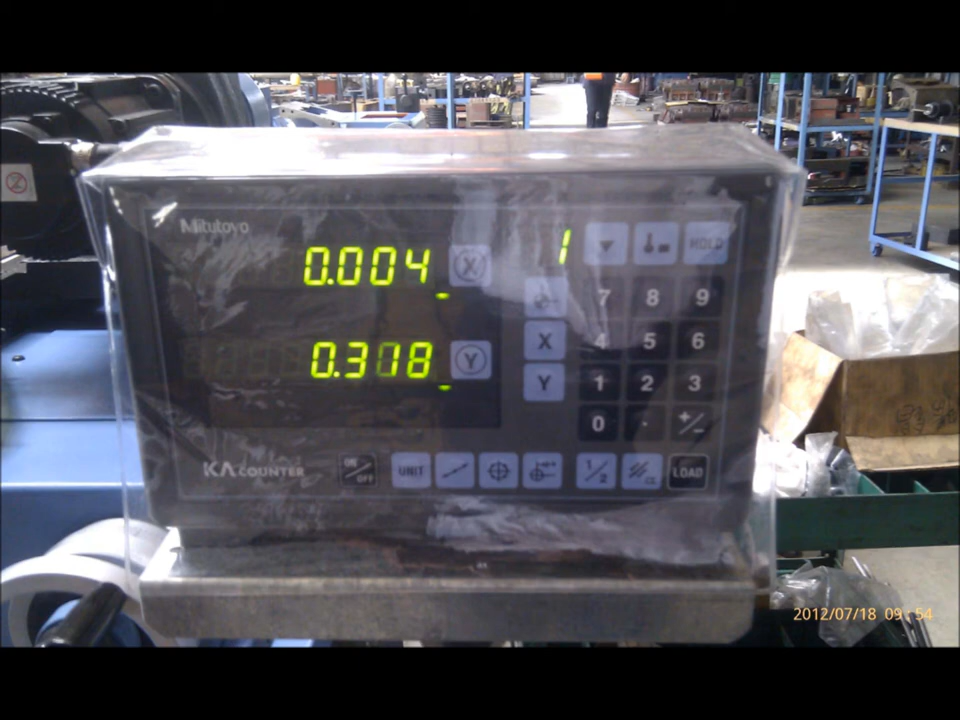 Mitutoyo
0.004 X 1 HOLD
7 8 9
X 4 5 6
0.318 Y
Y 1 2 3
0 . +/-
KA COUNTER ON/OFF UNIT 1/2 CL LOAD
2012/07/18 09:54